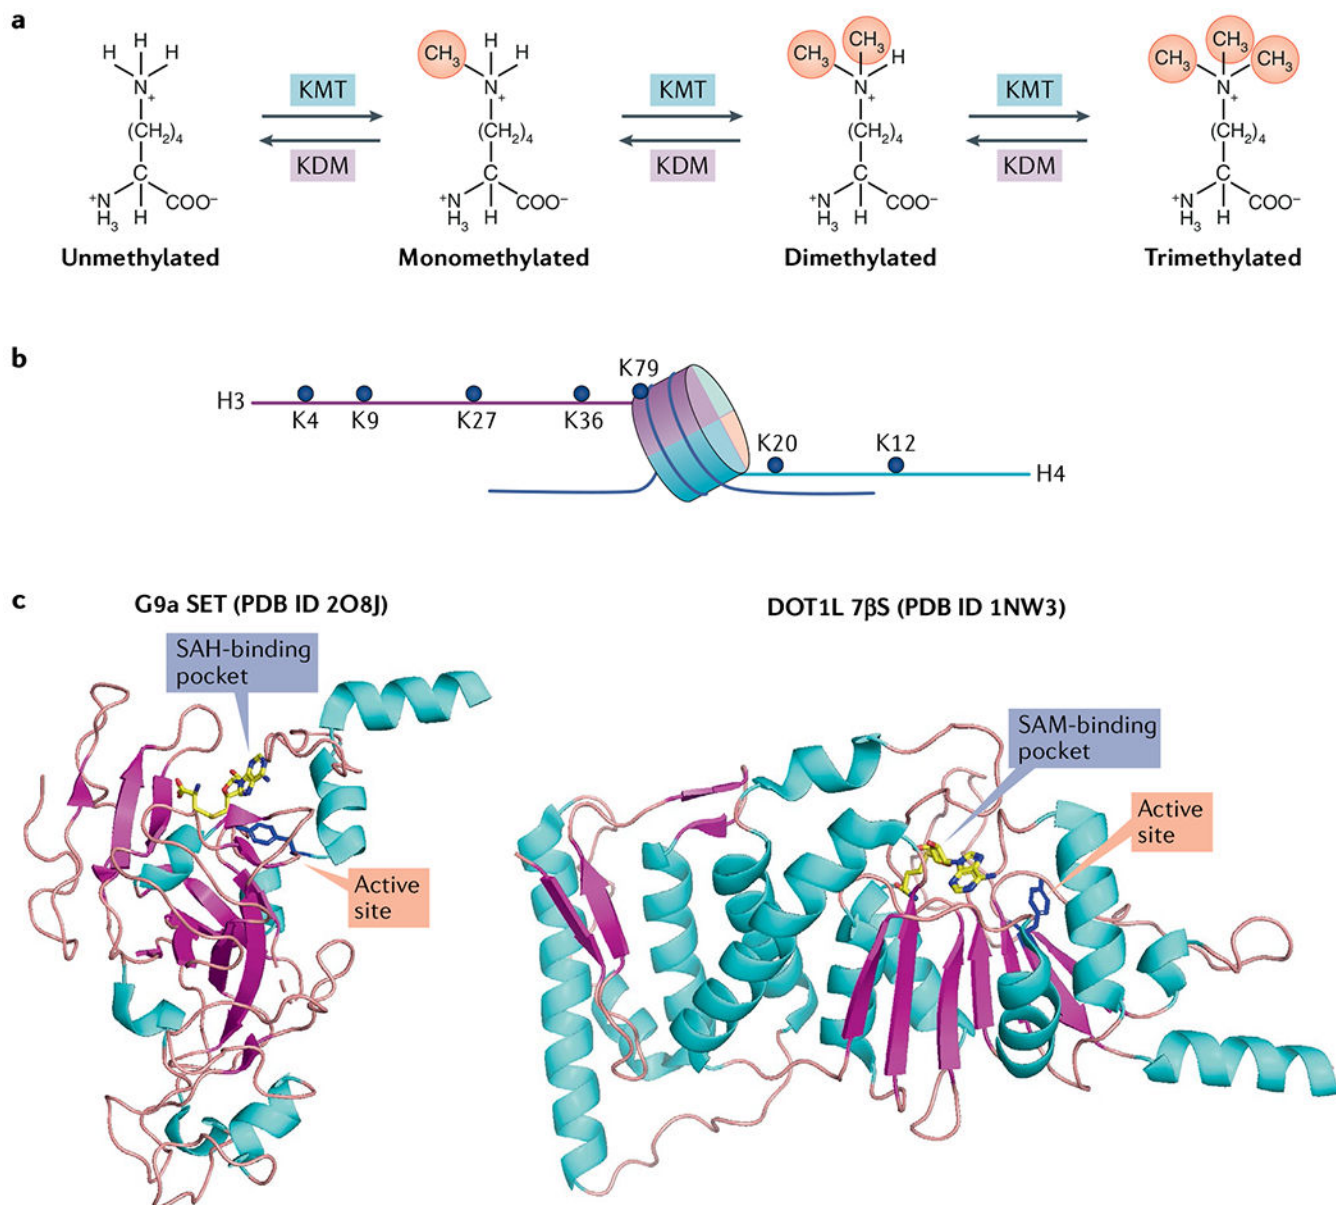 a
H H H
N
+
(CH₂)₄
C
⁺N H COO⁻
H₃
Unmethylated
KMT
KDM
CH₃ H H
N
+
(CH₂)₄
C
⁺N H COO⁻
H₃
Monomethylated
KMT
KDM
CH₃ CH₃ H
N
+
(CH₂)₄
C
⁺N H COO⁻
H₃
Dimethylated
KMT
KDM
CH₃ CH₃ CH₃
N
+
(CH₂)₄
C
⁺N H COO⁻
H₃
Trimethylated
b
H3
K4
K9
K27
K36
K79
K20
K12
H4
c
G9a SET (PDB ID 2O8J)
SAH-binding
pocket
Active
site
DOT1L 7βS (PDB ID 1NW3)
SAM-binding
pocket
Active
site